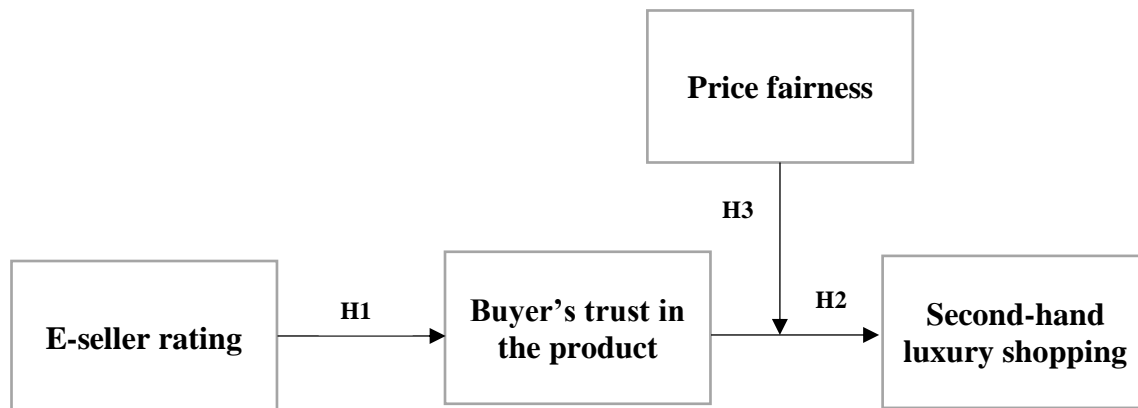 Price fairness
H3
E-seller rating
H1
Buyer's trust in
the product
H2
Second-hand
luxury shopping